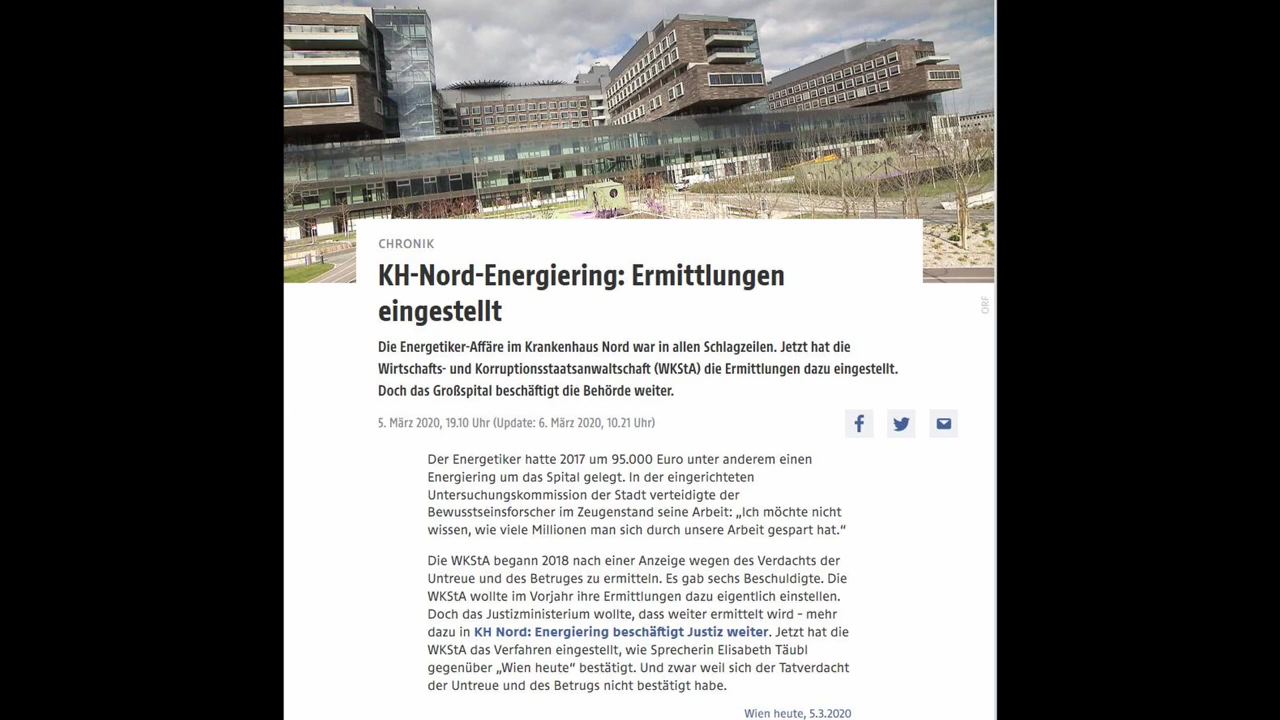 CHRONIK
KH-Nord-Energiering: Ermittlungen
eingestellt
ORF
Die Energetiker-Affäre im Krankenhaus Nord war in allen Schlagzeilen. Jetzt hat die
Wirtschafts- und Korruptionsstaatsanwaltschaft (WKStA) die Ermittlungen dazu eingestellt.
Doch das Großspital beschäftigt die Behörde weiter.
5. März 2020, 19.10 Uhr (Update: 6. März 2020, 10.21 Uhr)
Der Energetiker hatte 2017 um 95.000 Euro unter anderem einen
Energiering um das Spital gelegt. In der eingerichteten
Untersuchungskommission der Stadt verteidigte der
Bewusstseinsforscher im Zeugenstand seine Arbeit: „Ich möchte nicht
wissen, wie viele Millionen man sich durch unsere Arbeit gespart hat.“
Die WKStA begann 2018 nach einer Anzeige wegen des Verdachts der
Untreue und des Betruges zu ermitteln. Es gab sechs Beschuldigte. Die
WKStA wollte im Vorjahr ihre Ermittlungen dazu eigentlich einstellen.
Doch das Justizministerium wollte, dass weiter ermittelt wird – mehr
dazu in KH Nord: Energiering beschäftigt Justiz weiter. Jetzt hat die
WKStA das Verfahren eingestellt, wie Sprecherin Elisabeth Täubl
gegenüber „Wien heute“ bestätigt. Und zwar weil sich der Tatverdacht
der Untreue und des Betrugs nicht bestätigt habe.
Wien heute, 5.3.2020